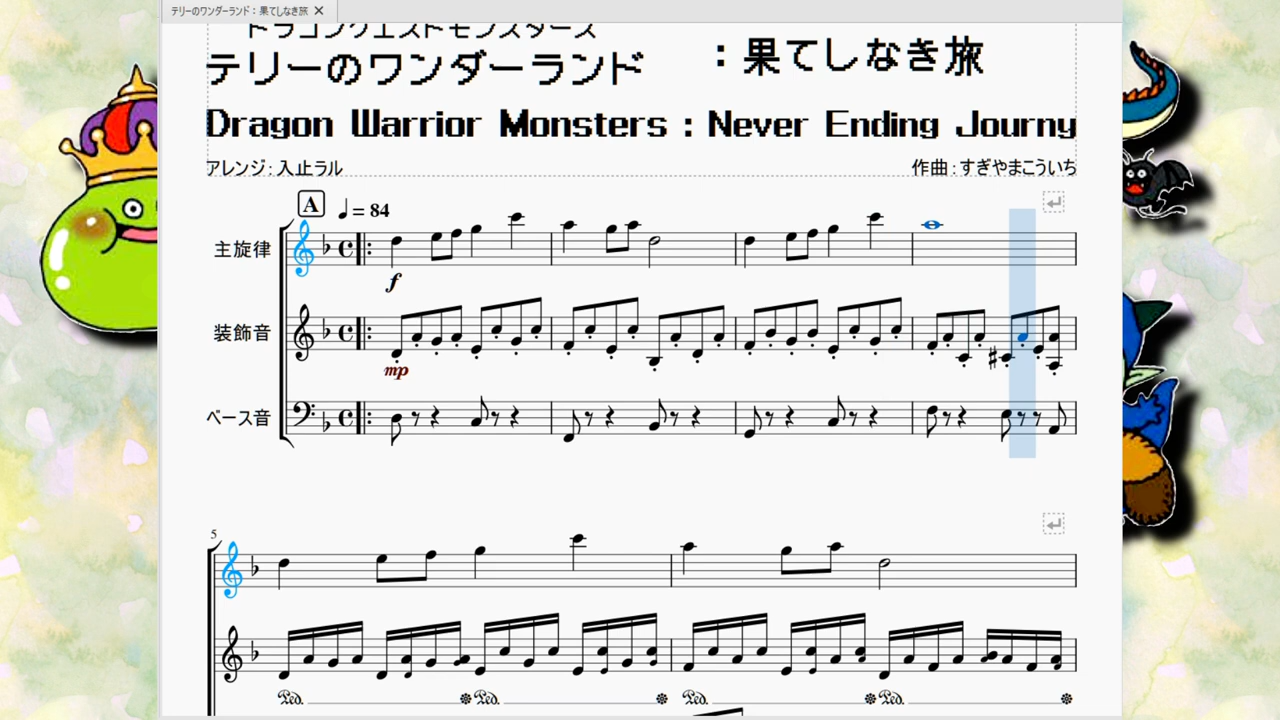 テリーのワンダーランド：果てしなき旅
ドラゴンクエストモンスターズ
テリーのワンダーランド ：果てしなき旅
Dragon Warrior Monsters : Never Ending Journy
アレンジ：入止ラル 作曲：すぎやまこういち
A ♩ = 84
主旋律
f
装飾音
mp
ベース音
5
Ped. Ped. Ped. Ped.